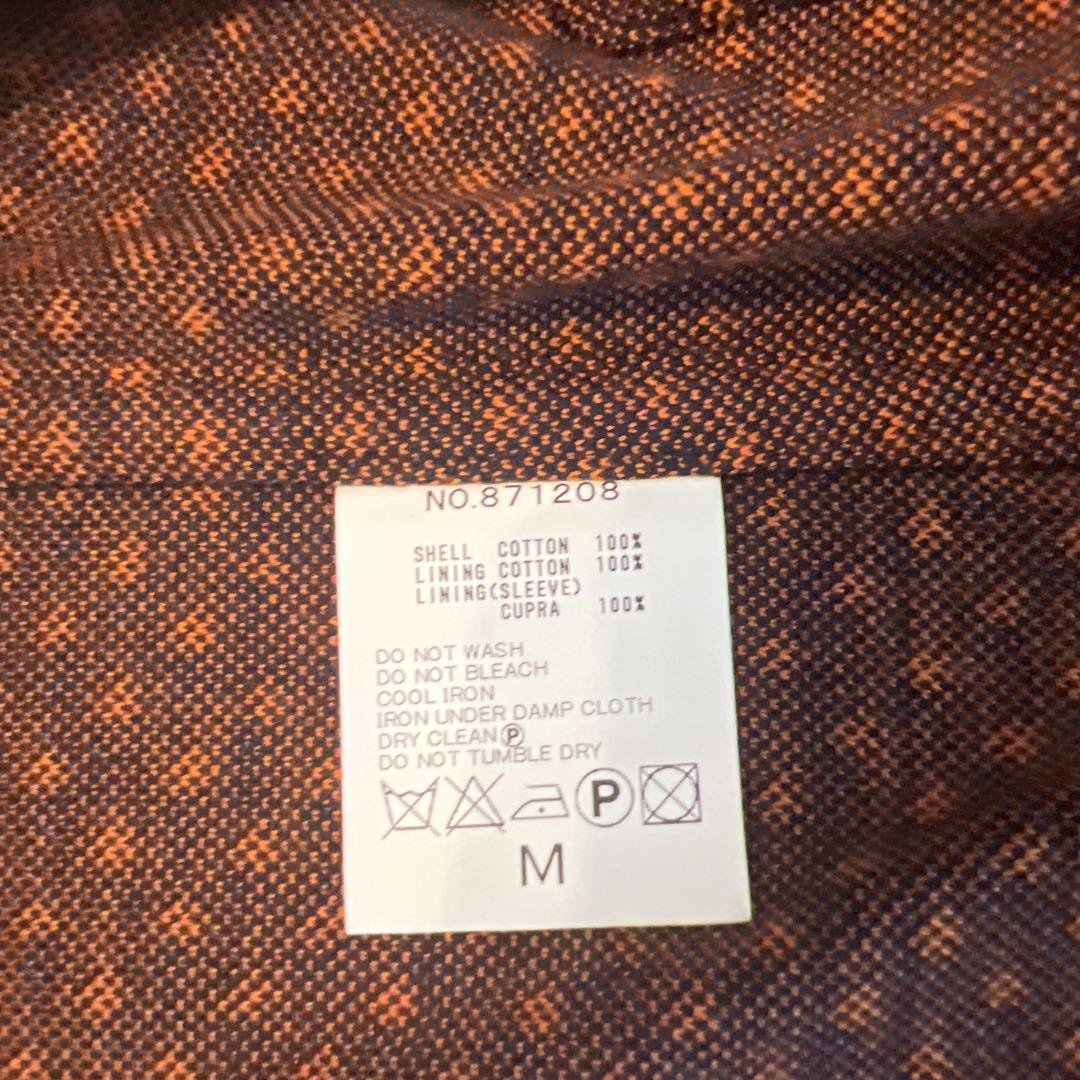 NO.871208
SHELL COTTON 100%
LINING COTTON 100%
LINING(SLEEVE)
CUPRA 100%
DO NOT WASH
DO NOT BLEACH
COOL IRON
IRON UNDER DAMP CLOTH
DRY CLEAN Ⓟ
DO NOT TUMBLE DRY
P
M